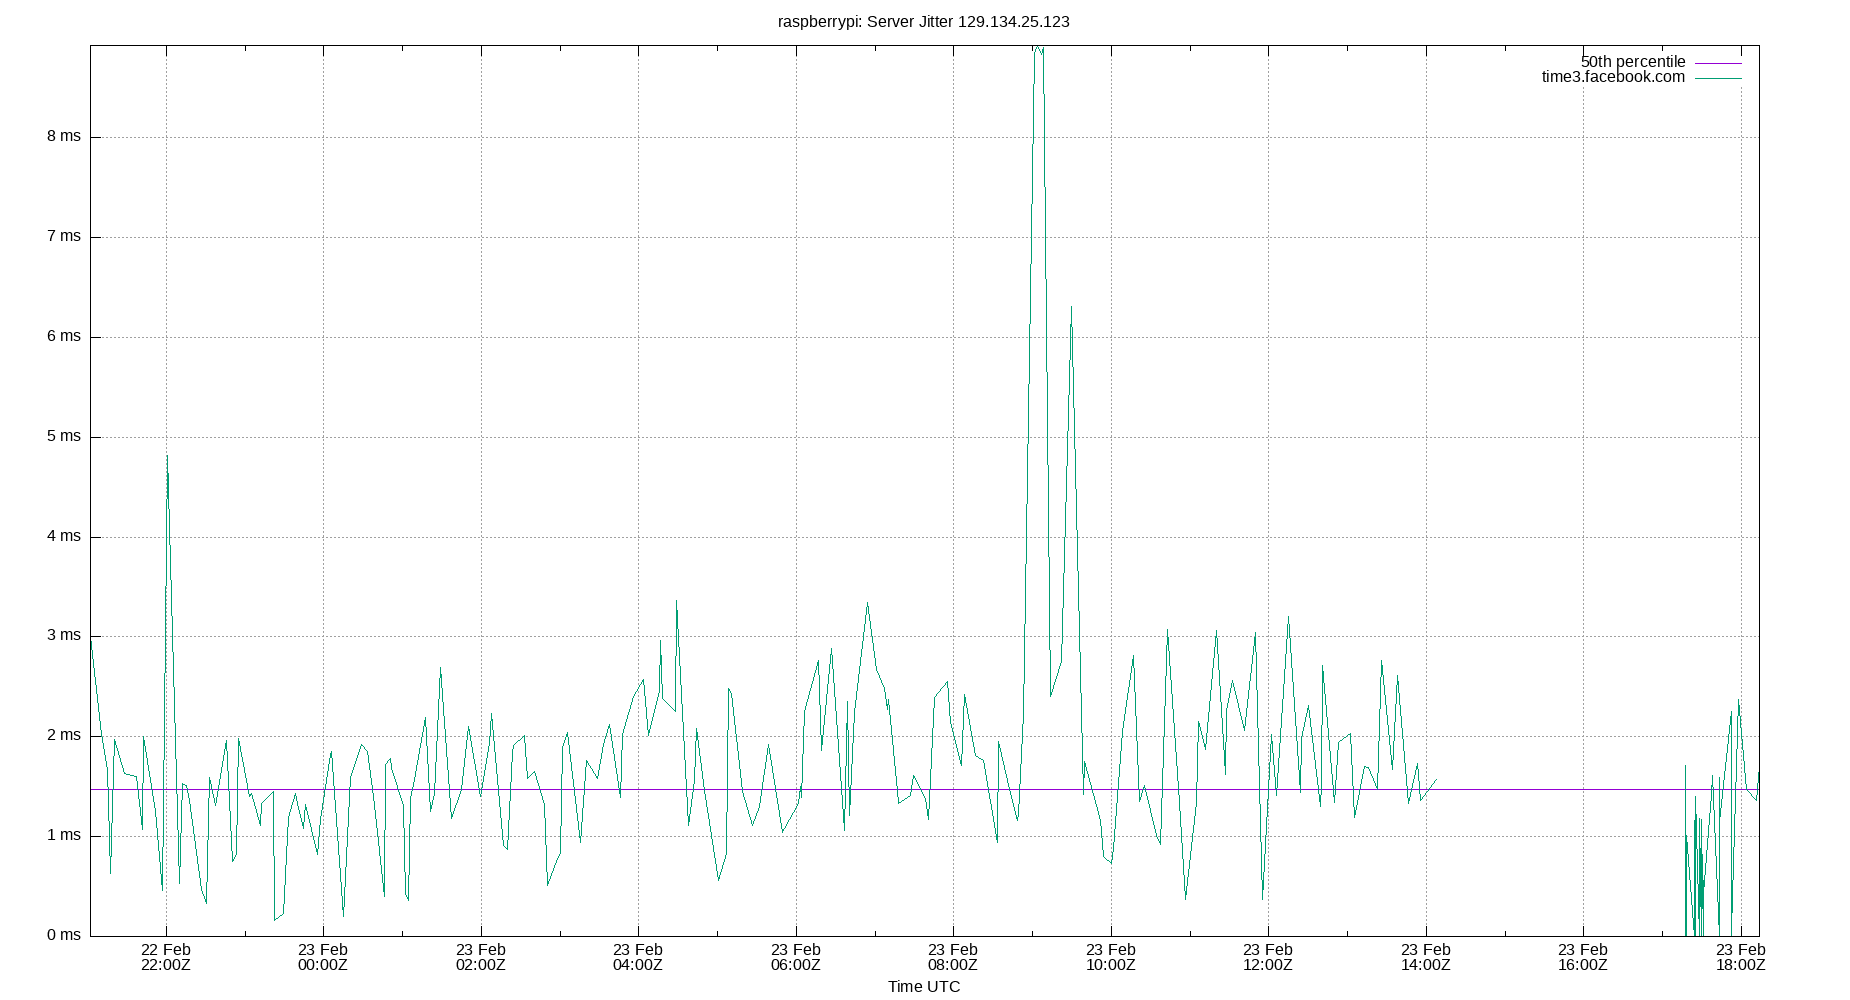 raspberrypi: Server Jitter 129.134.25.123
50th percentile
time3.facebook.com
8 ms
7 ms
6 ms
5 ms
4 ms
3 ms
2 ms
1 ms
0 ms
22 Feb 23 Feb 23 Feb 23 Feb 23 Feb 23 Feb 23 Feb 23 Feb 23 Feb 23 Feb 23 Feb
22:00Z 00:00Z 02:00Z 04:00Z 06:00Z 08:00Z 10:00Z 12:00Z 14:00Z 16:00Z 18:00Z
Time UTC